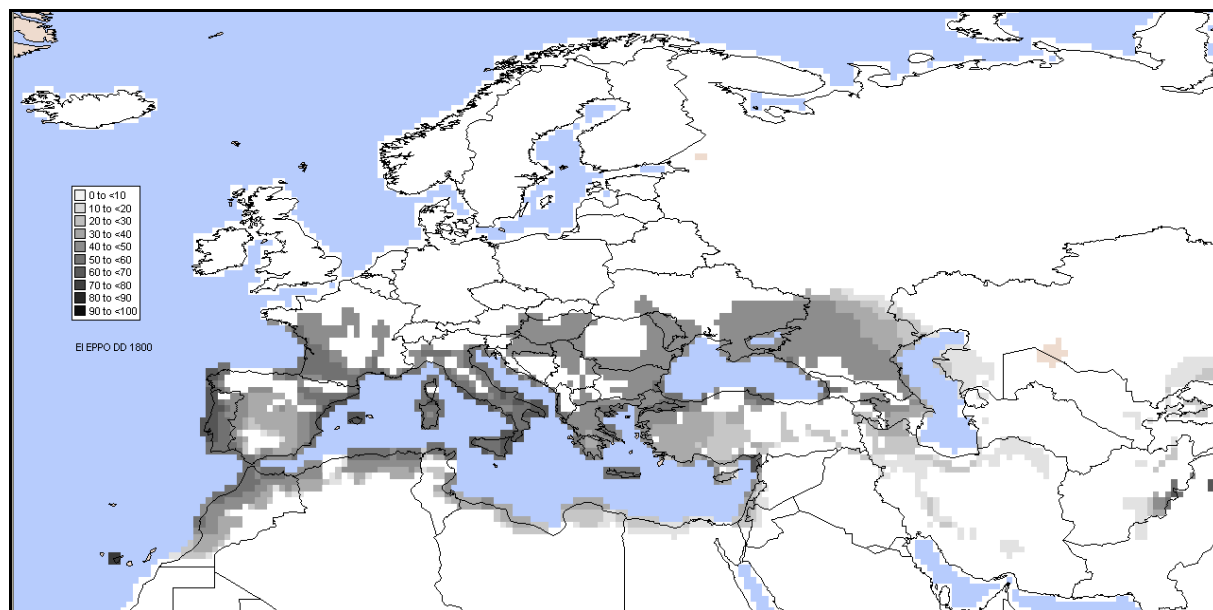 0 to <10
10 to <20
20 to <30
30 to <40
40 to <50
50 to <60
60 to <70
70 to <80
80 to <90
90 to <100
EI EPPO DD 1800